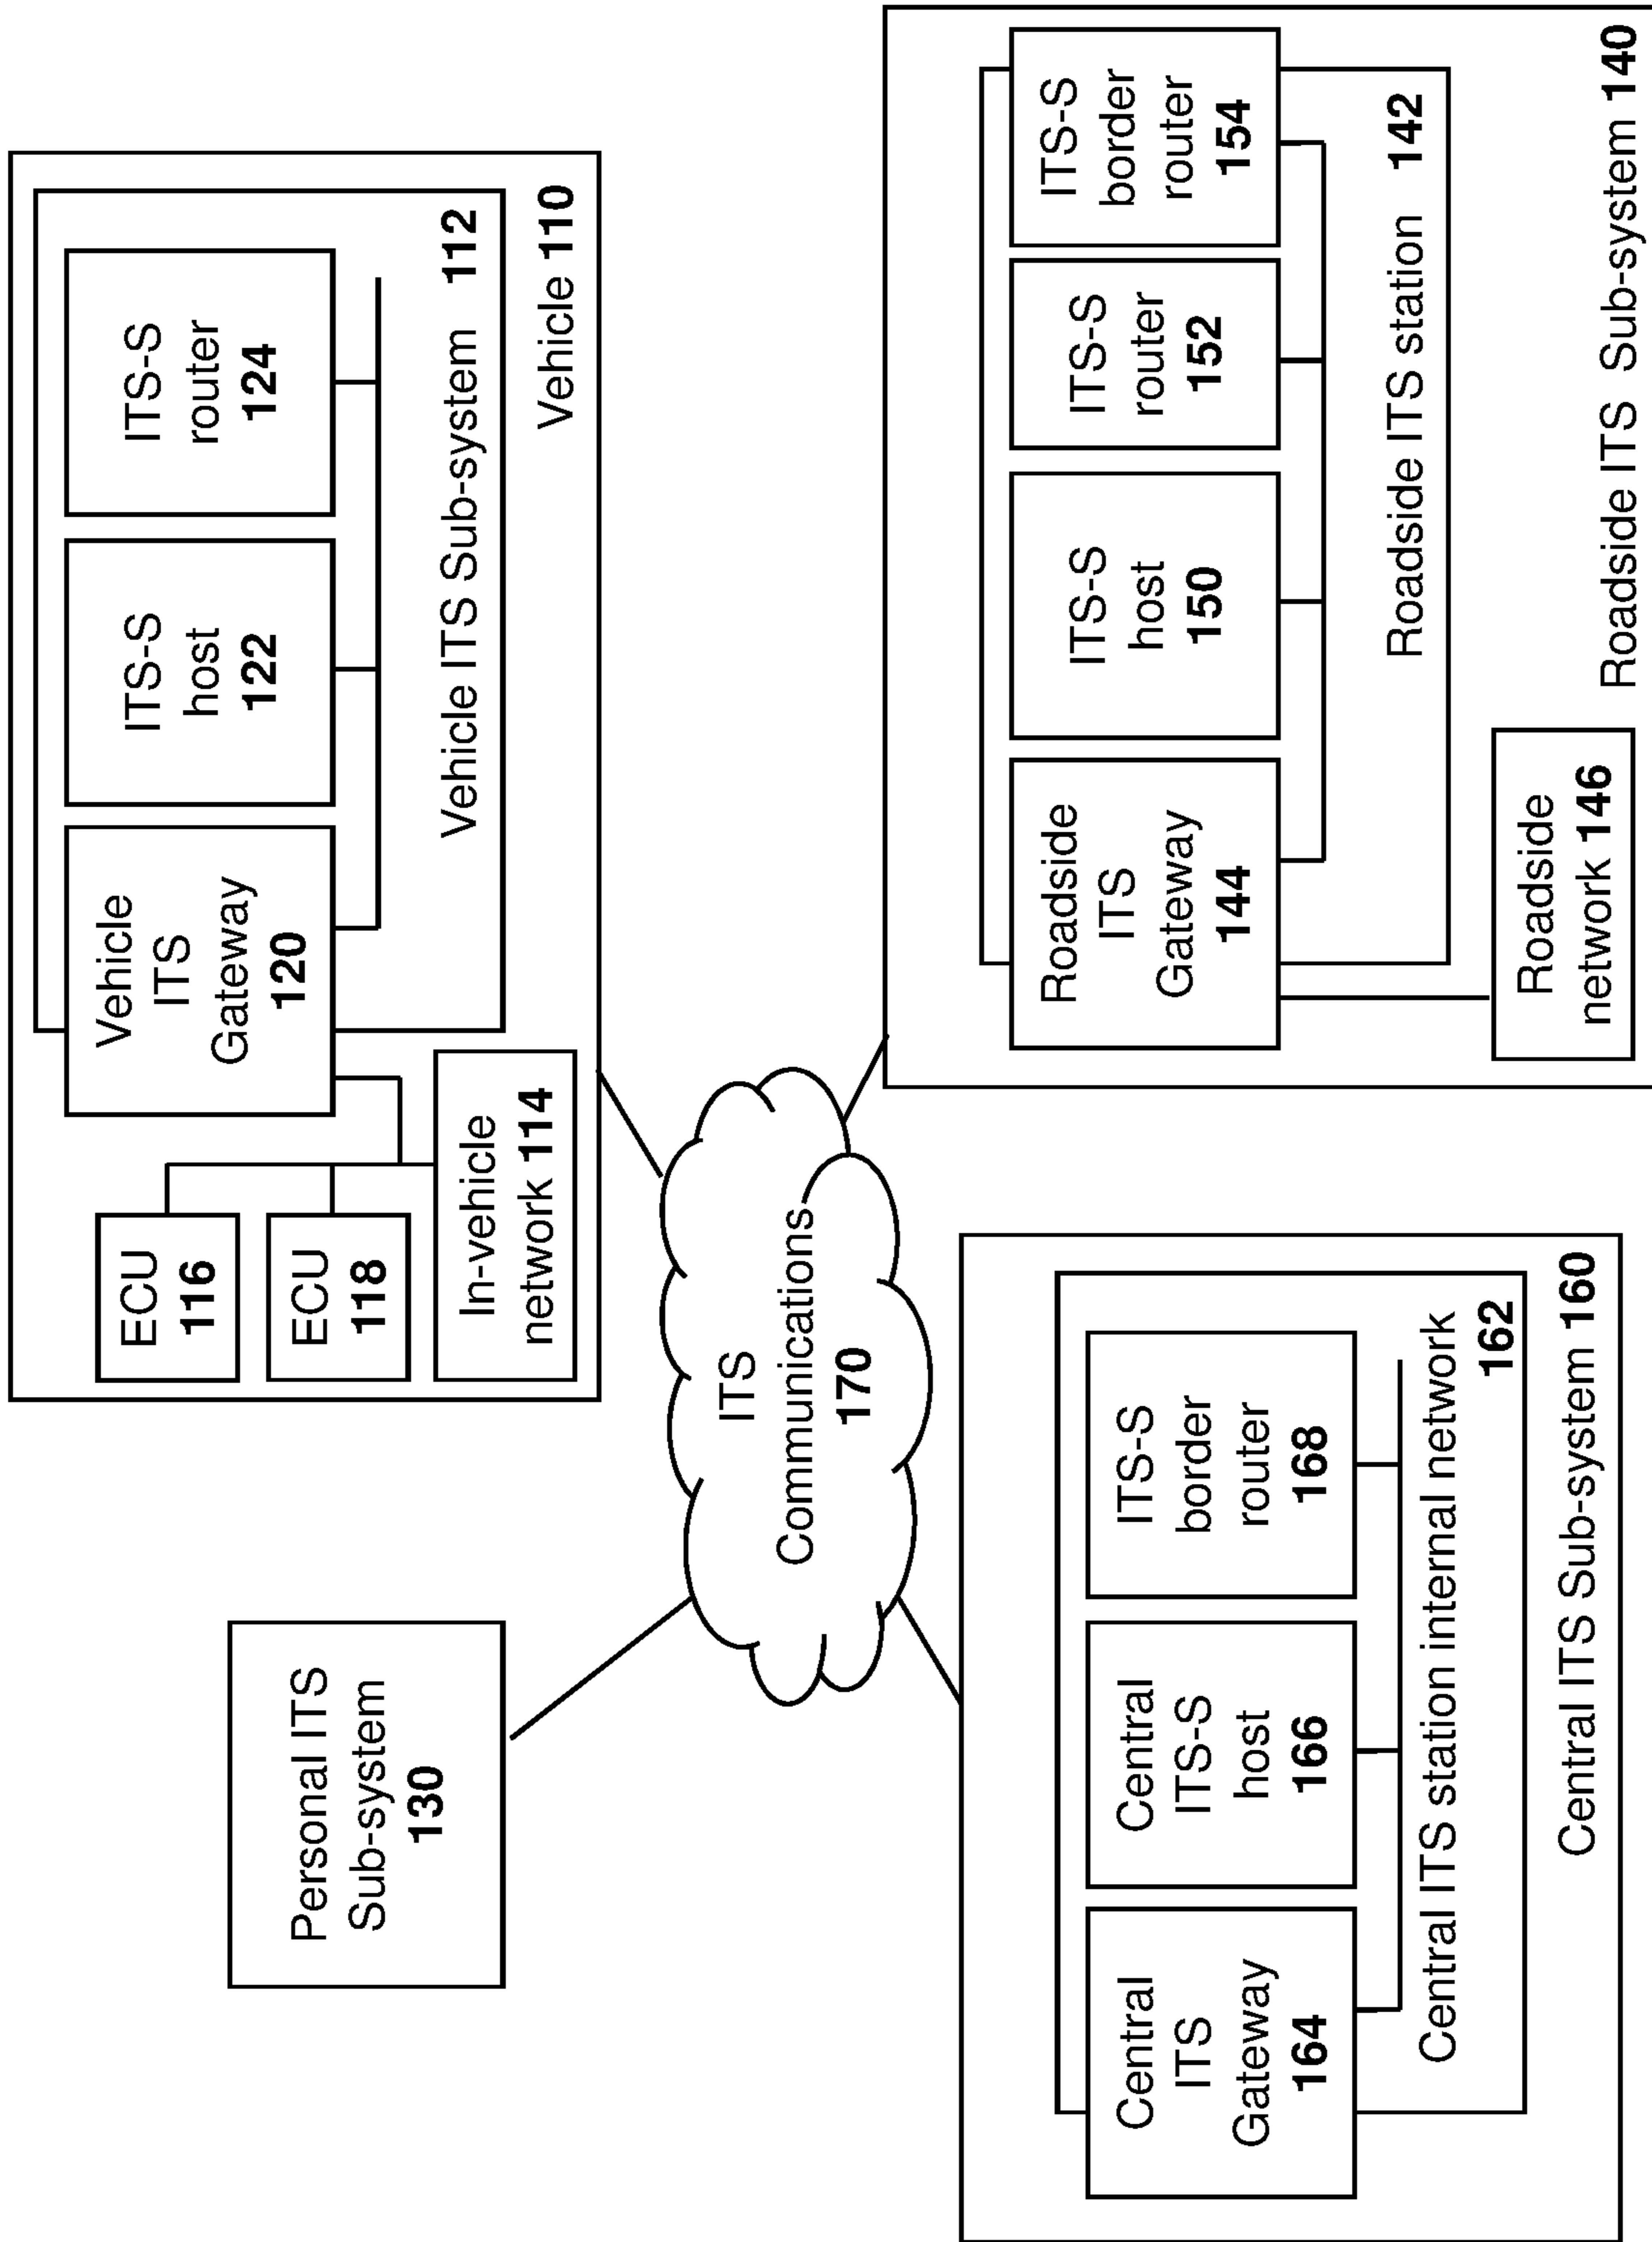 Personal ITS
Sub-system
130
ECU
116
ECU
118
In-vehicle
network 114
Vehicle
ITS
Gateway
120
ITS-S
host
122
ITS-S
router
124
Vehicle ITS Sub-system 112
Vehicle 110
ITS
Communications
170
Central
ITS
Gateway
164
Central
ITS-S
host
166
ITS-S
border
router
168
Central ITS station internal network
162
Central ITS Sub-system 160
Roadside
ITS
Gateway
144
ITS-S
host
150
ITS-S
router
152
ITS-S
border
router
154
Roadside ITS station 142
Roadside
network 146
Roadside ITS Sub-system 140